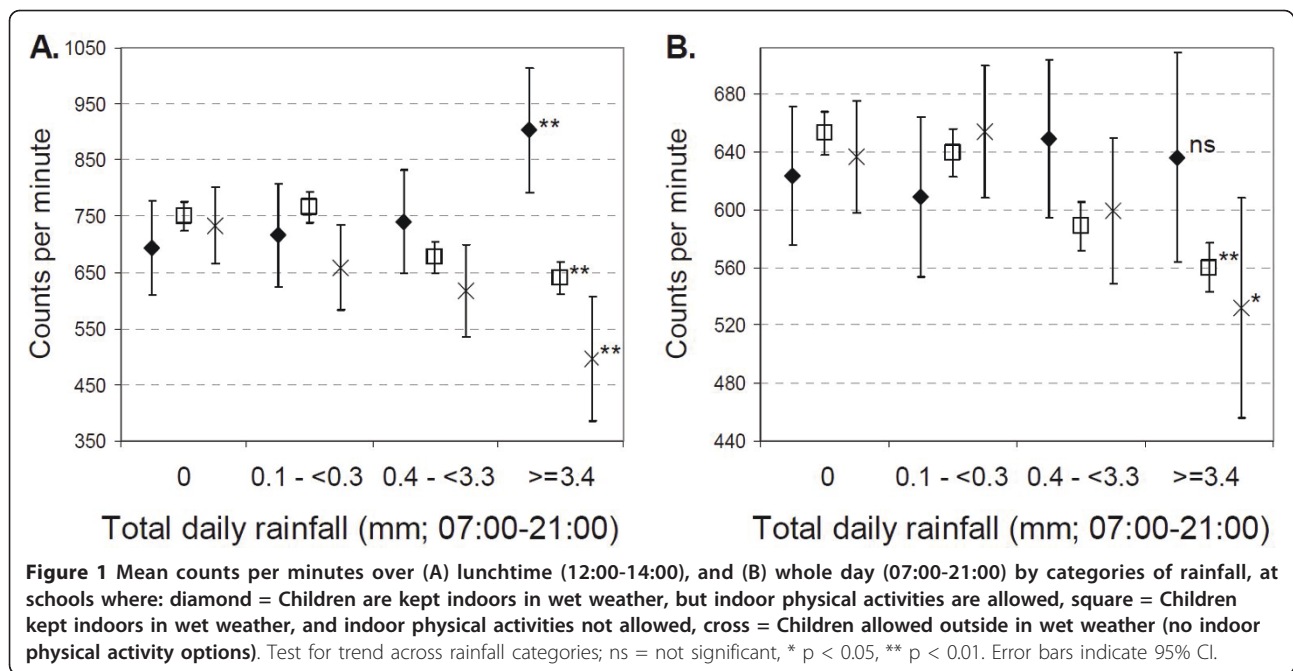 A.
1050
950
850
750
650
550
450
350
Counts per minute
**
**
**
0 0.1 - <0.3 0.4 - <3.3 >=3.4
Total daily rainfall (mm; 07:00-21:00)
B.
680
640
600
560
520
480
440
Counts per minute
ns
**
*
0 0.1 - <0.3 0.4 - <3.3 >=3.4
Total daily rainfall (mm; 07:00-21:00)
Figure 1 Mean counts per minutes over (A) lunchtime (12:00-14:00), and (B) whole day (07:00-21:00) by categories of rainfall, at
schools where: diamond = Children are kept indoors in wet weather, but indoor physical activities are allowed, square = Children
kept indoors in wet weather, and indoor physical activities not allowed, cross = Children allowed outside in wet weather (no indoor
physical activity options). Test for trend across rainfall categories; ns = not significant, * p < 0.05, ** p < 0.01. Error bars indicate 95% CI.